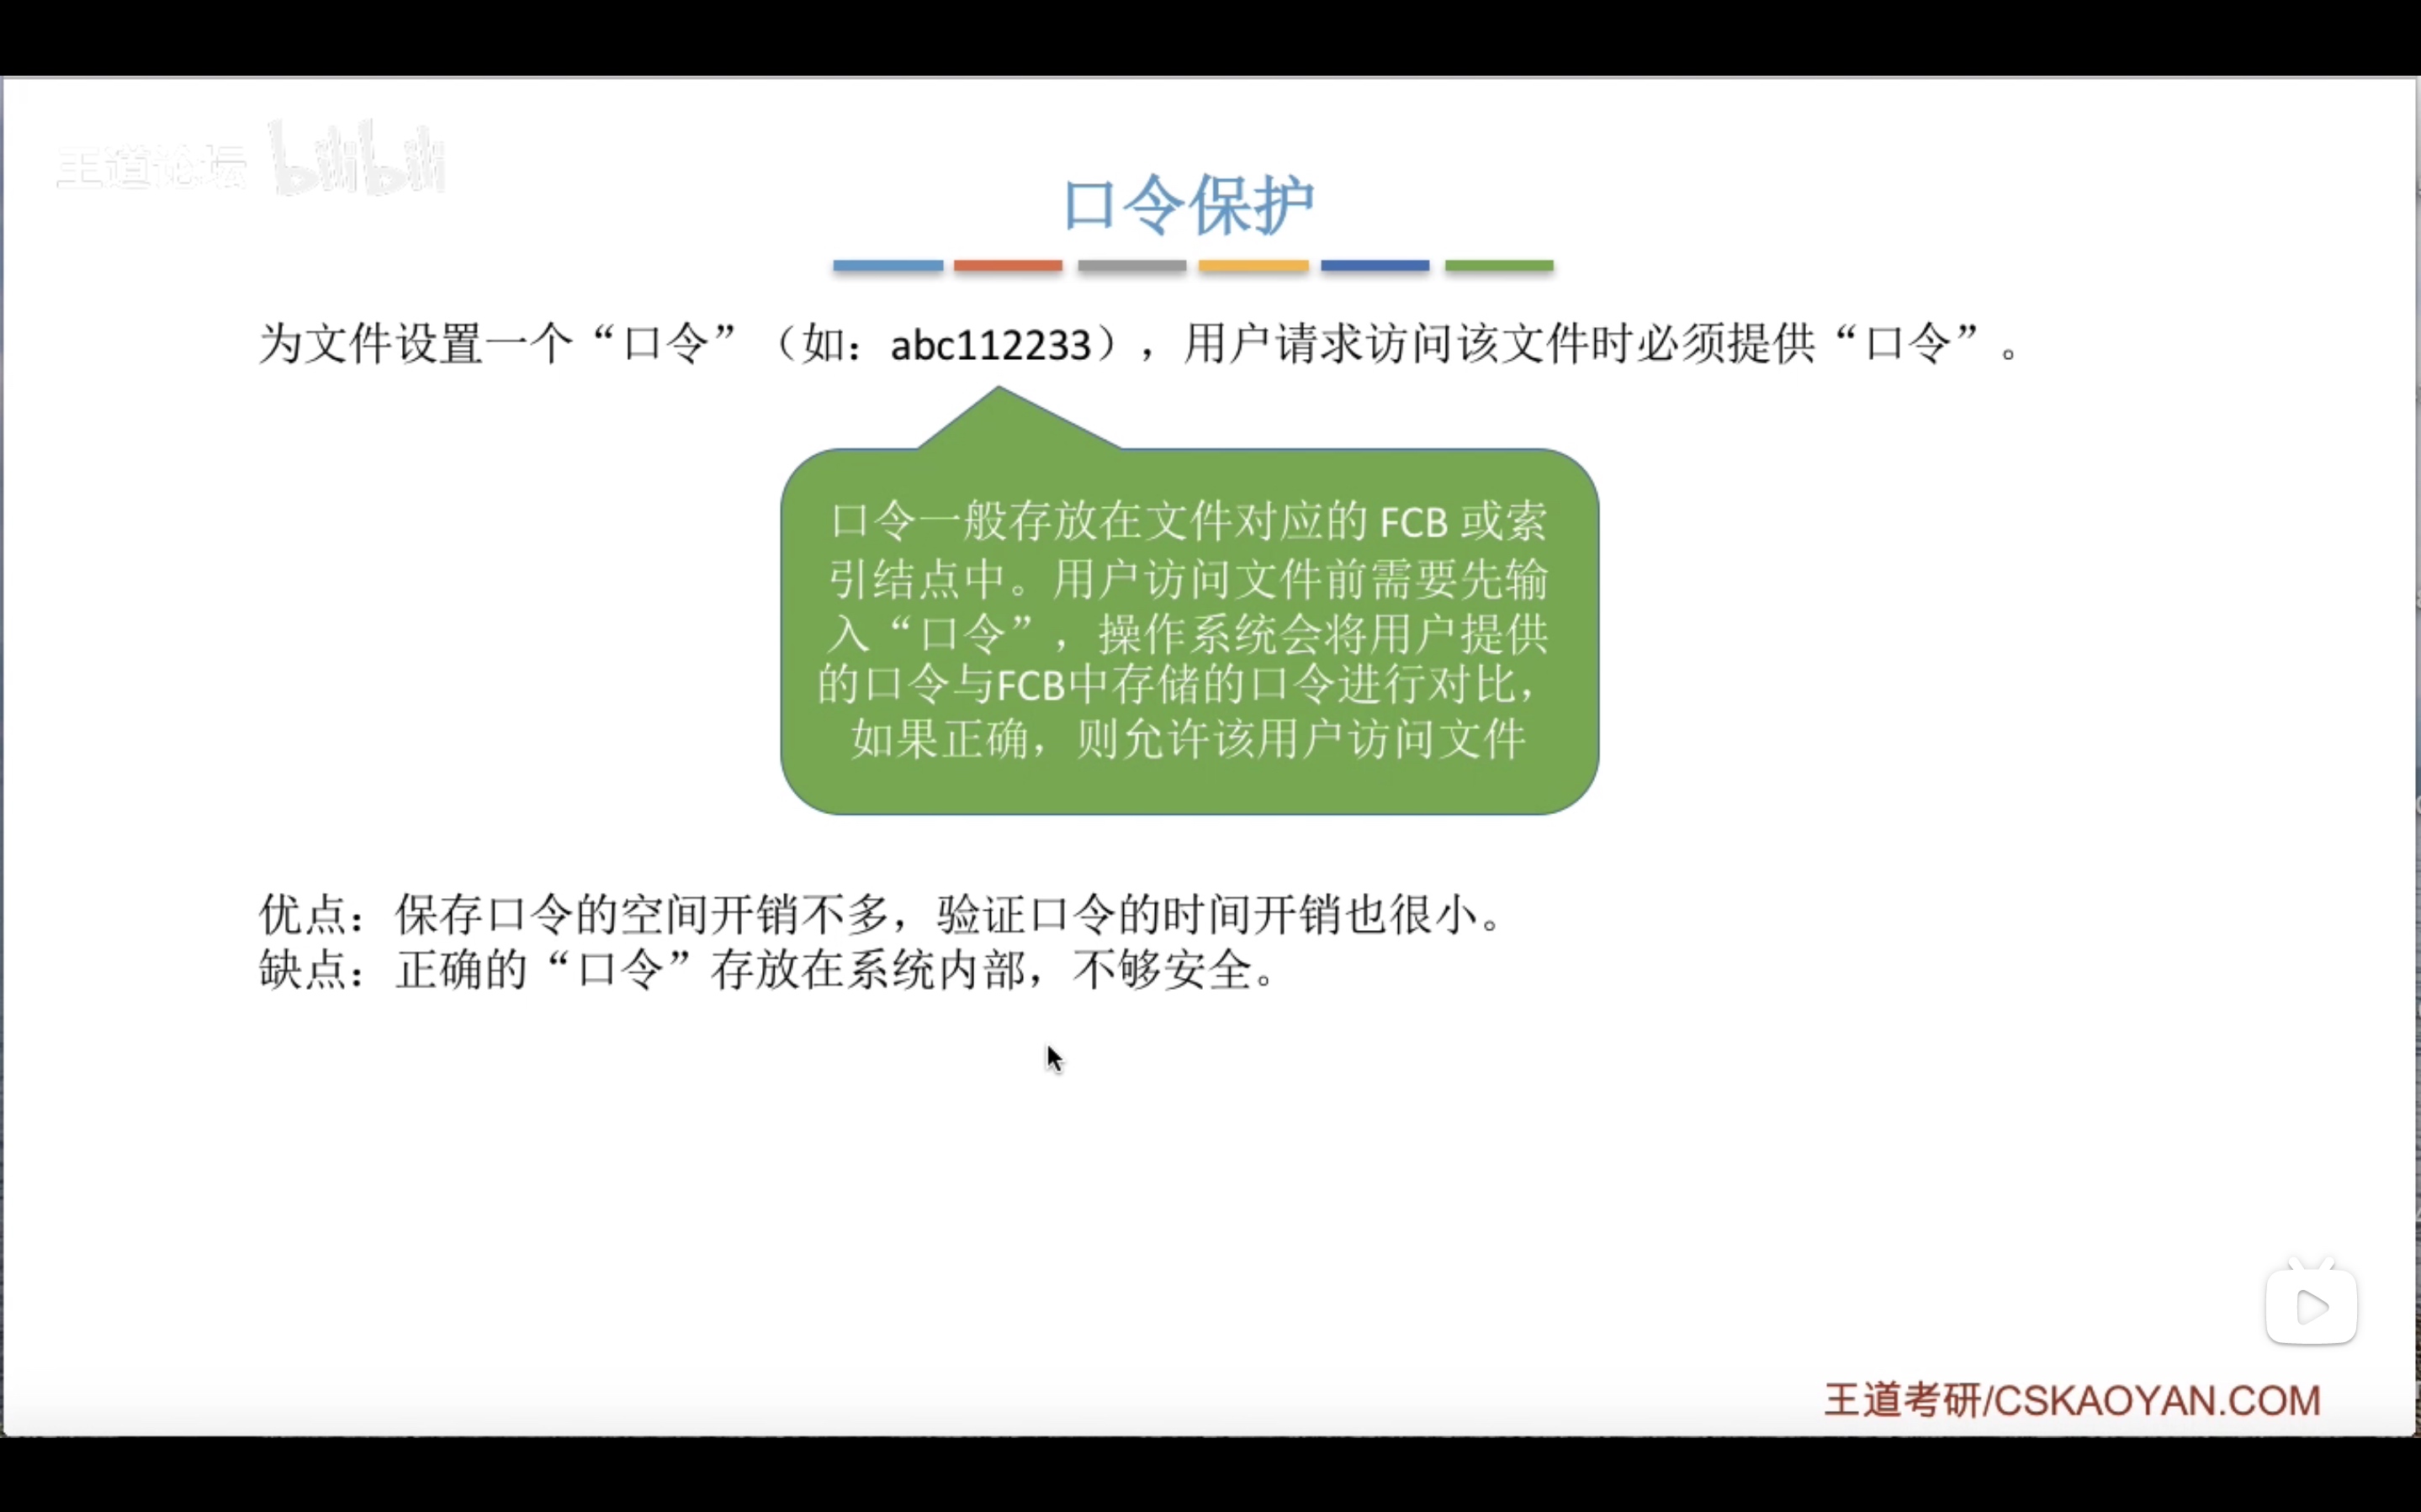 王道论坛 bilibili
口令保护
为文件设置一个“口令”（如：abc112233），用户请求访问该文件时必须提供“口令”。
口令一般存放在文件对应的 FCB 或索
引结点中。用户访问文件前需要先输
入“口令”，操作系统会将用户提供
的口令与FCB中存储的口令进行对比，
如果正确，则允许该用户访问文件
优点：保存口令的空间开销不多，验证口令的时间开销也很小。
缺点：正确的“口令”存放在系统内部，不够安全。
王道考研/CSKAOYAN.COM